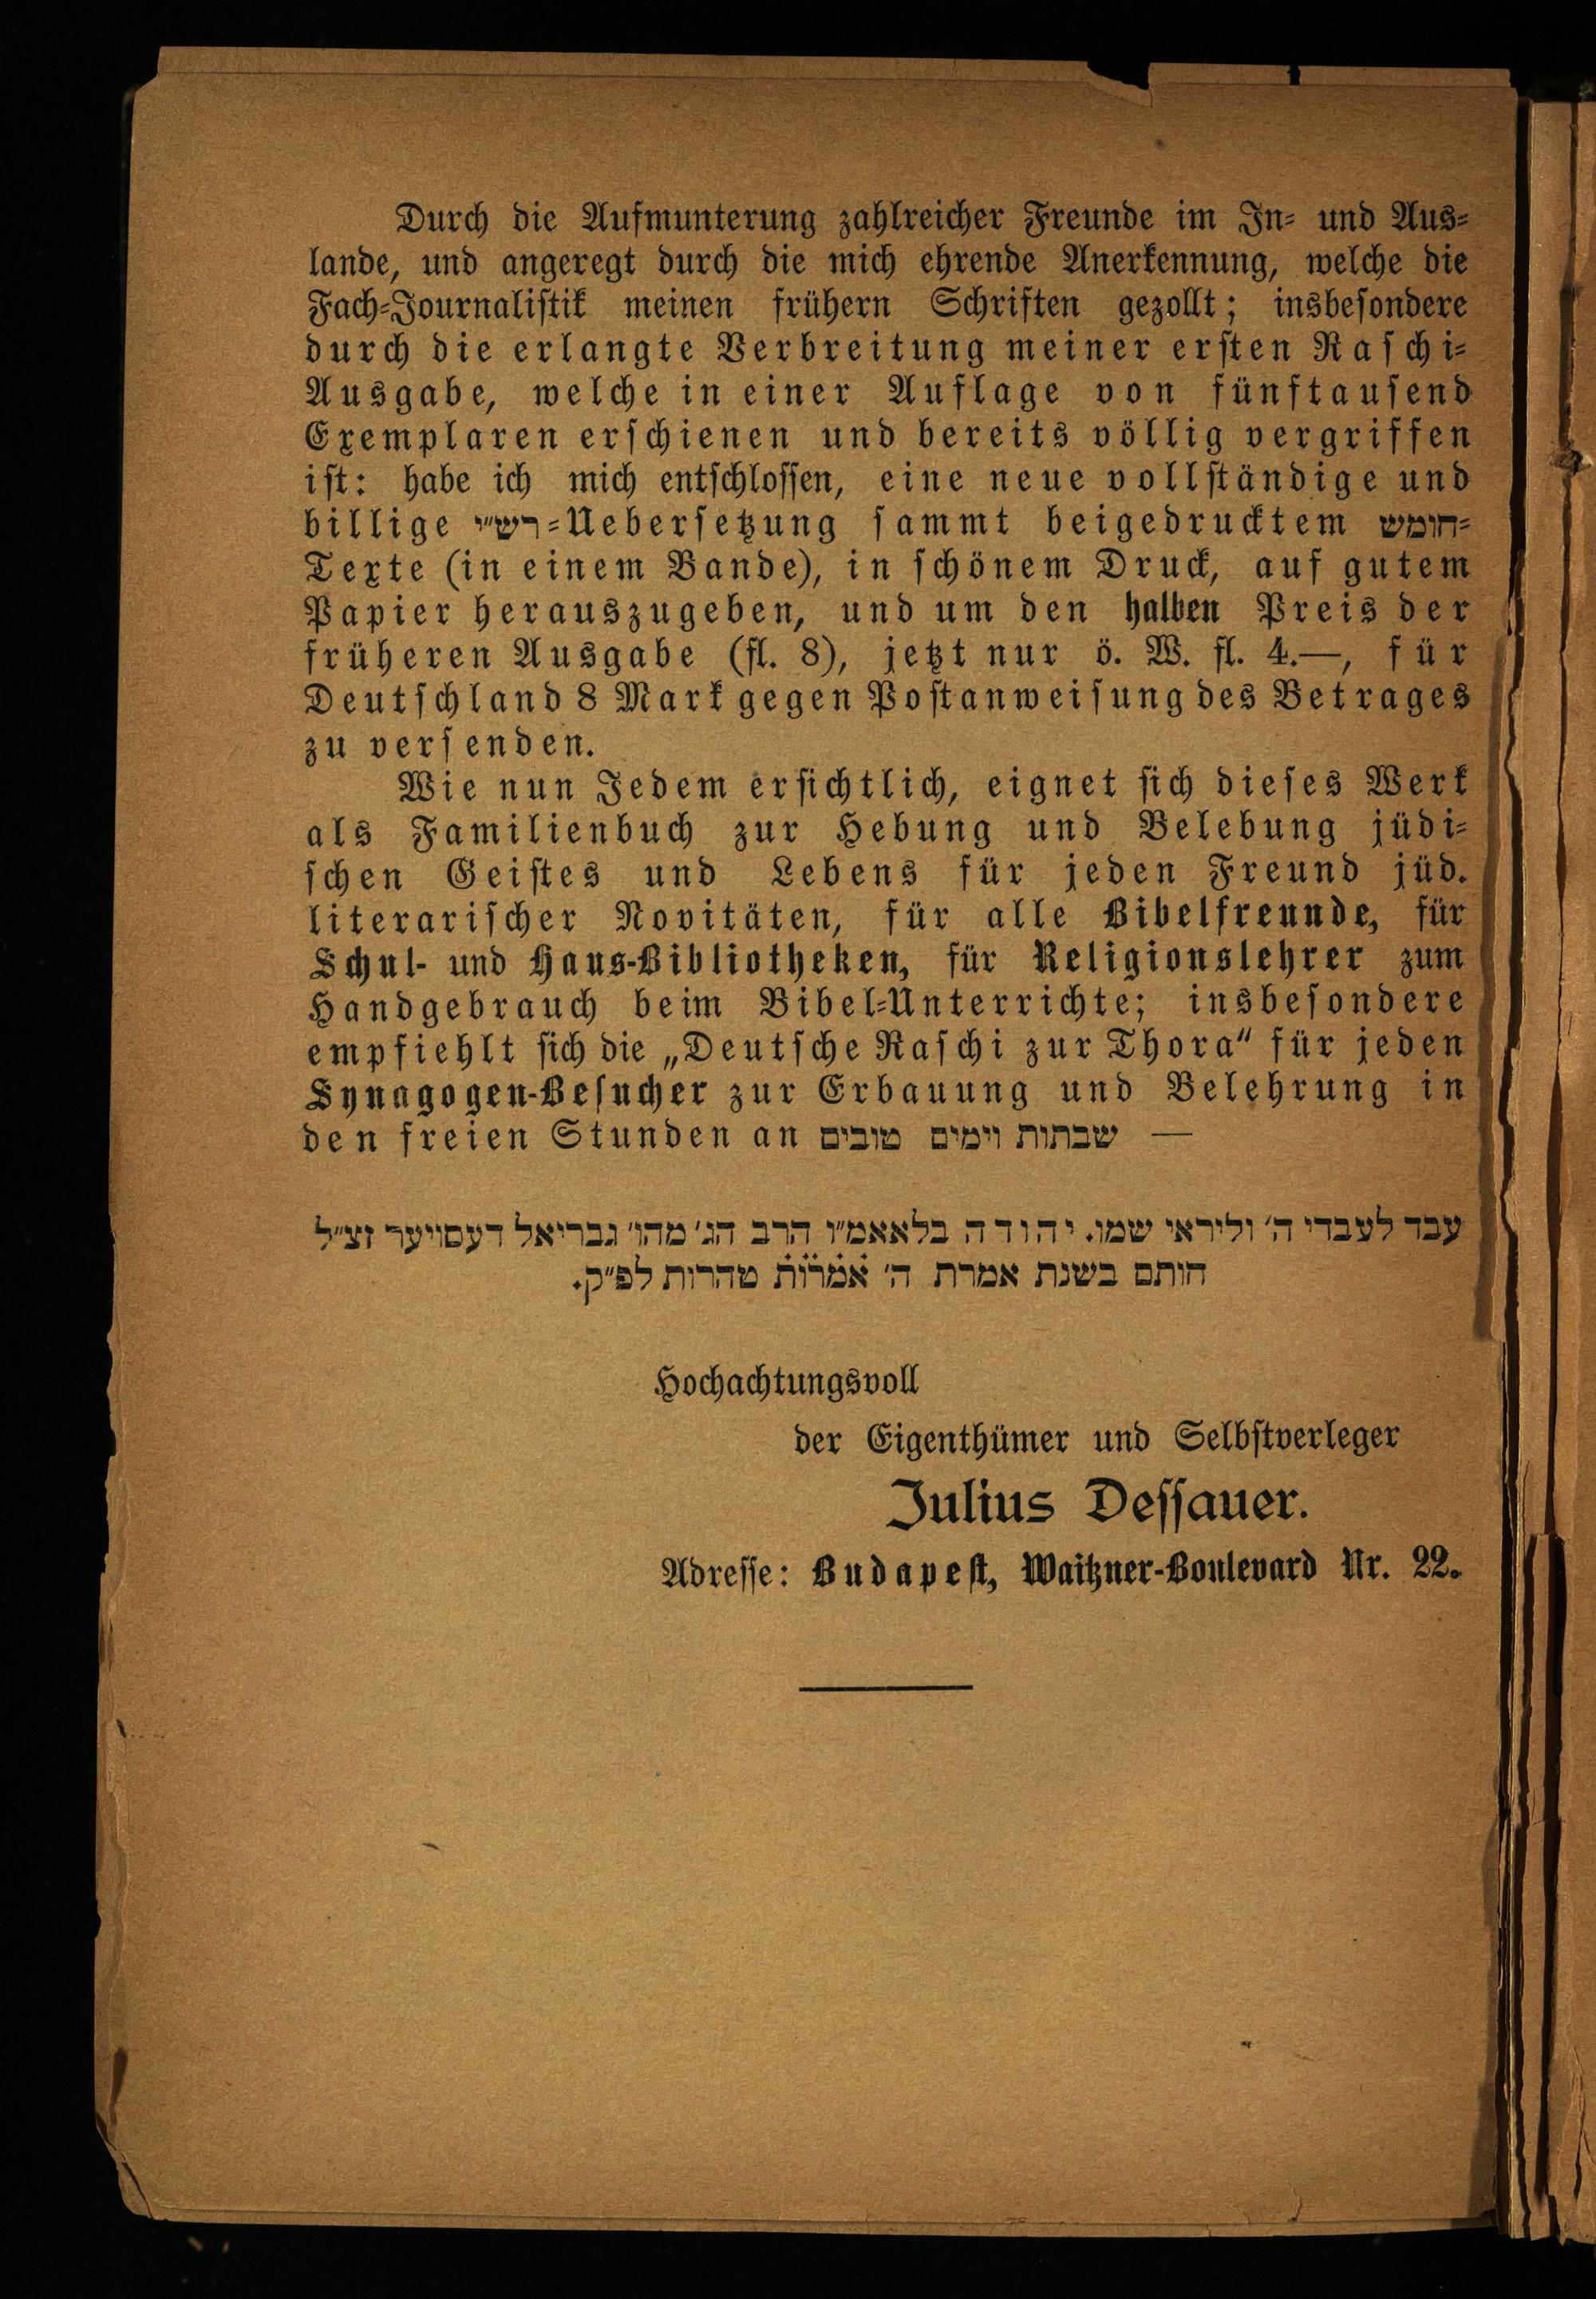 Durch die Aufmunterung zahlreicher Freunde im In- und Aus-
lande, und angeregt durch die mich ehrende Anerkennung, welche die
Fach-Journalistik meinen frühern Schriften gezollt; insbesondere
durch die erlangte Verbreitung meiner ersten Raschi-
Ausgabe, welche in einer Auflage von fünftausend
Exemplaren erschienen und bereits völlig vergriffen
ist: habe ich mich entschlossen, eine neue vollständige und
billige רש״י-Uebersetzung sammt beigedrucktem חומש-
Texte (in einem Bande), in schönem Druck, auf gutem
Papier herauszugeben, und um den halben Preis der
früheren Ausgabe (fl. 8), jetzt nur ö. W. fl. 4.—, für
Deutschland 8 Mark gegen Postanweisung des Betrages
zu versenden.
Wie nun Jedem ersichtlich, eignet sich dieses Werk
als Familienbuch zur Hebung und Belebung jüdi-
schen Geistes und Lebens für jeden Freund jüd.
literarischer Novitäten, für alle Bibelfreunde, für
Schul- und Haus-Bibliotheken, für Religionslehrer zum
Handgebrauch beim Bibel-Unterrichte; insbesondere
empfiehlt sich die „Deutsche Raschi zur Thora“ für jeden
Synagogen-Besucher zur Erbauung und Belehrung in
den freien Stunden an שבתות וימים טובים —
עבד לעבדי ה׳ וליראי שמו. יהודה בלאאמ״ו הרב הג׳ מהו׳ גבריאל דעסויער זצ״ל
חותם בשנת אמרת ה׳ אמרות טהרות לפ״ק.
Hochachtungsvoll
der Eigenthümer und Selbstverleger
Julius Dessauer.
Adresse: Budapest, Waitzner-Boulevard Nr. 22.